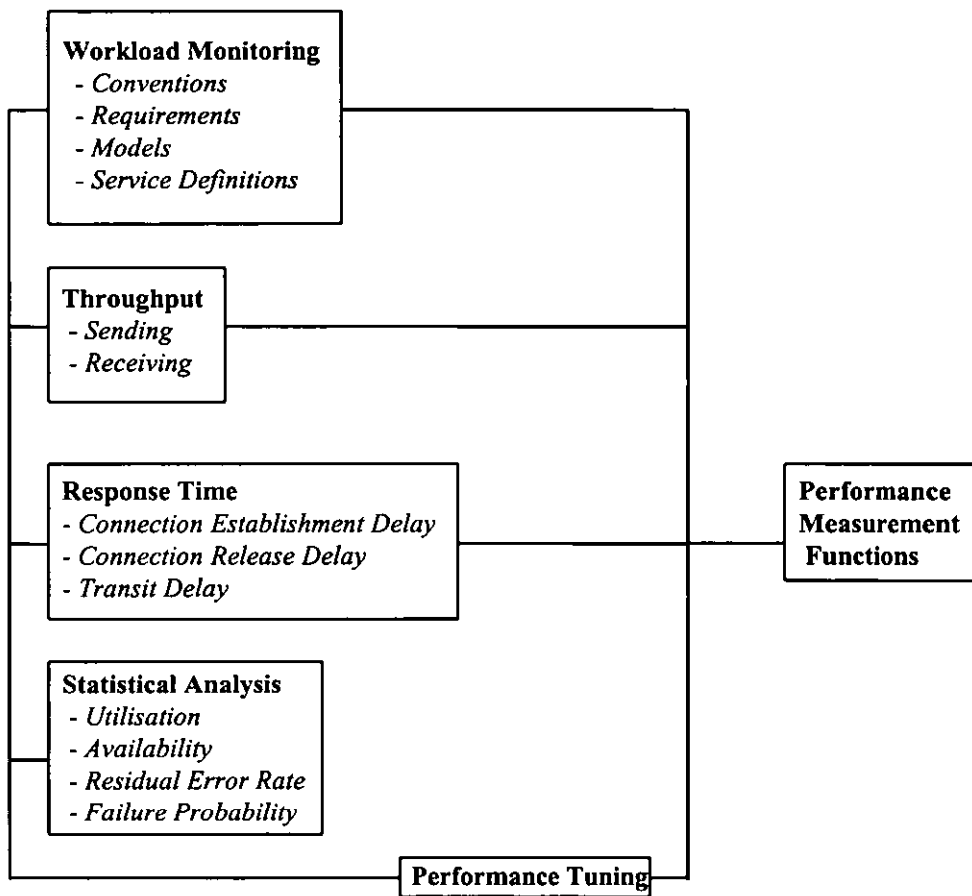 Workload Monitoring
- Conventions
- Requirements
- Models
- Service Definitions
Throughput
- Sending
- Receiving
Response Time
- Connection Establishment Delay
- Connection Release Delay
- Transit Delay
Performance
Measurement
Functions
Statistical Analysis
- Utilisation
- Availability
- Residual Error Rate
- Failure Probability
Performance Tuning